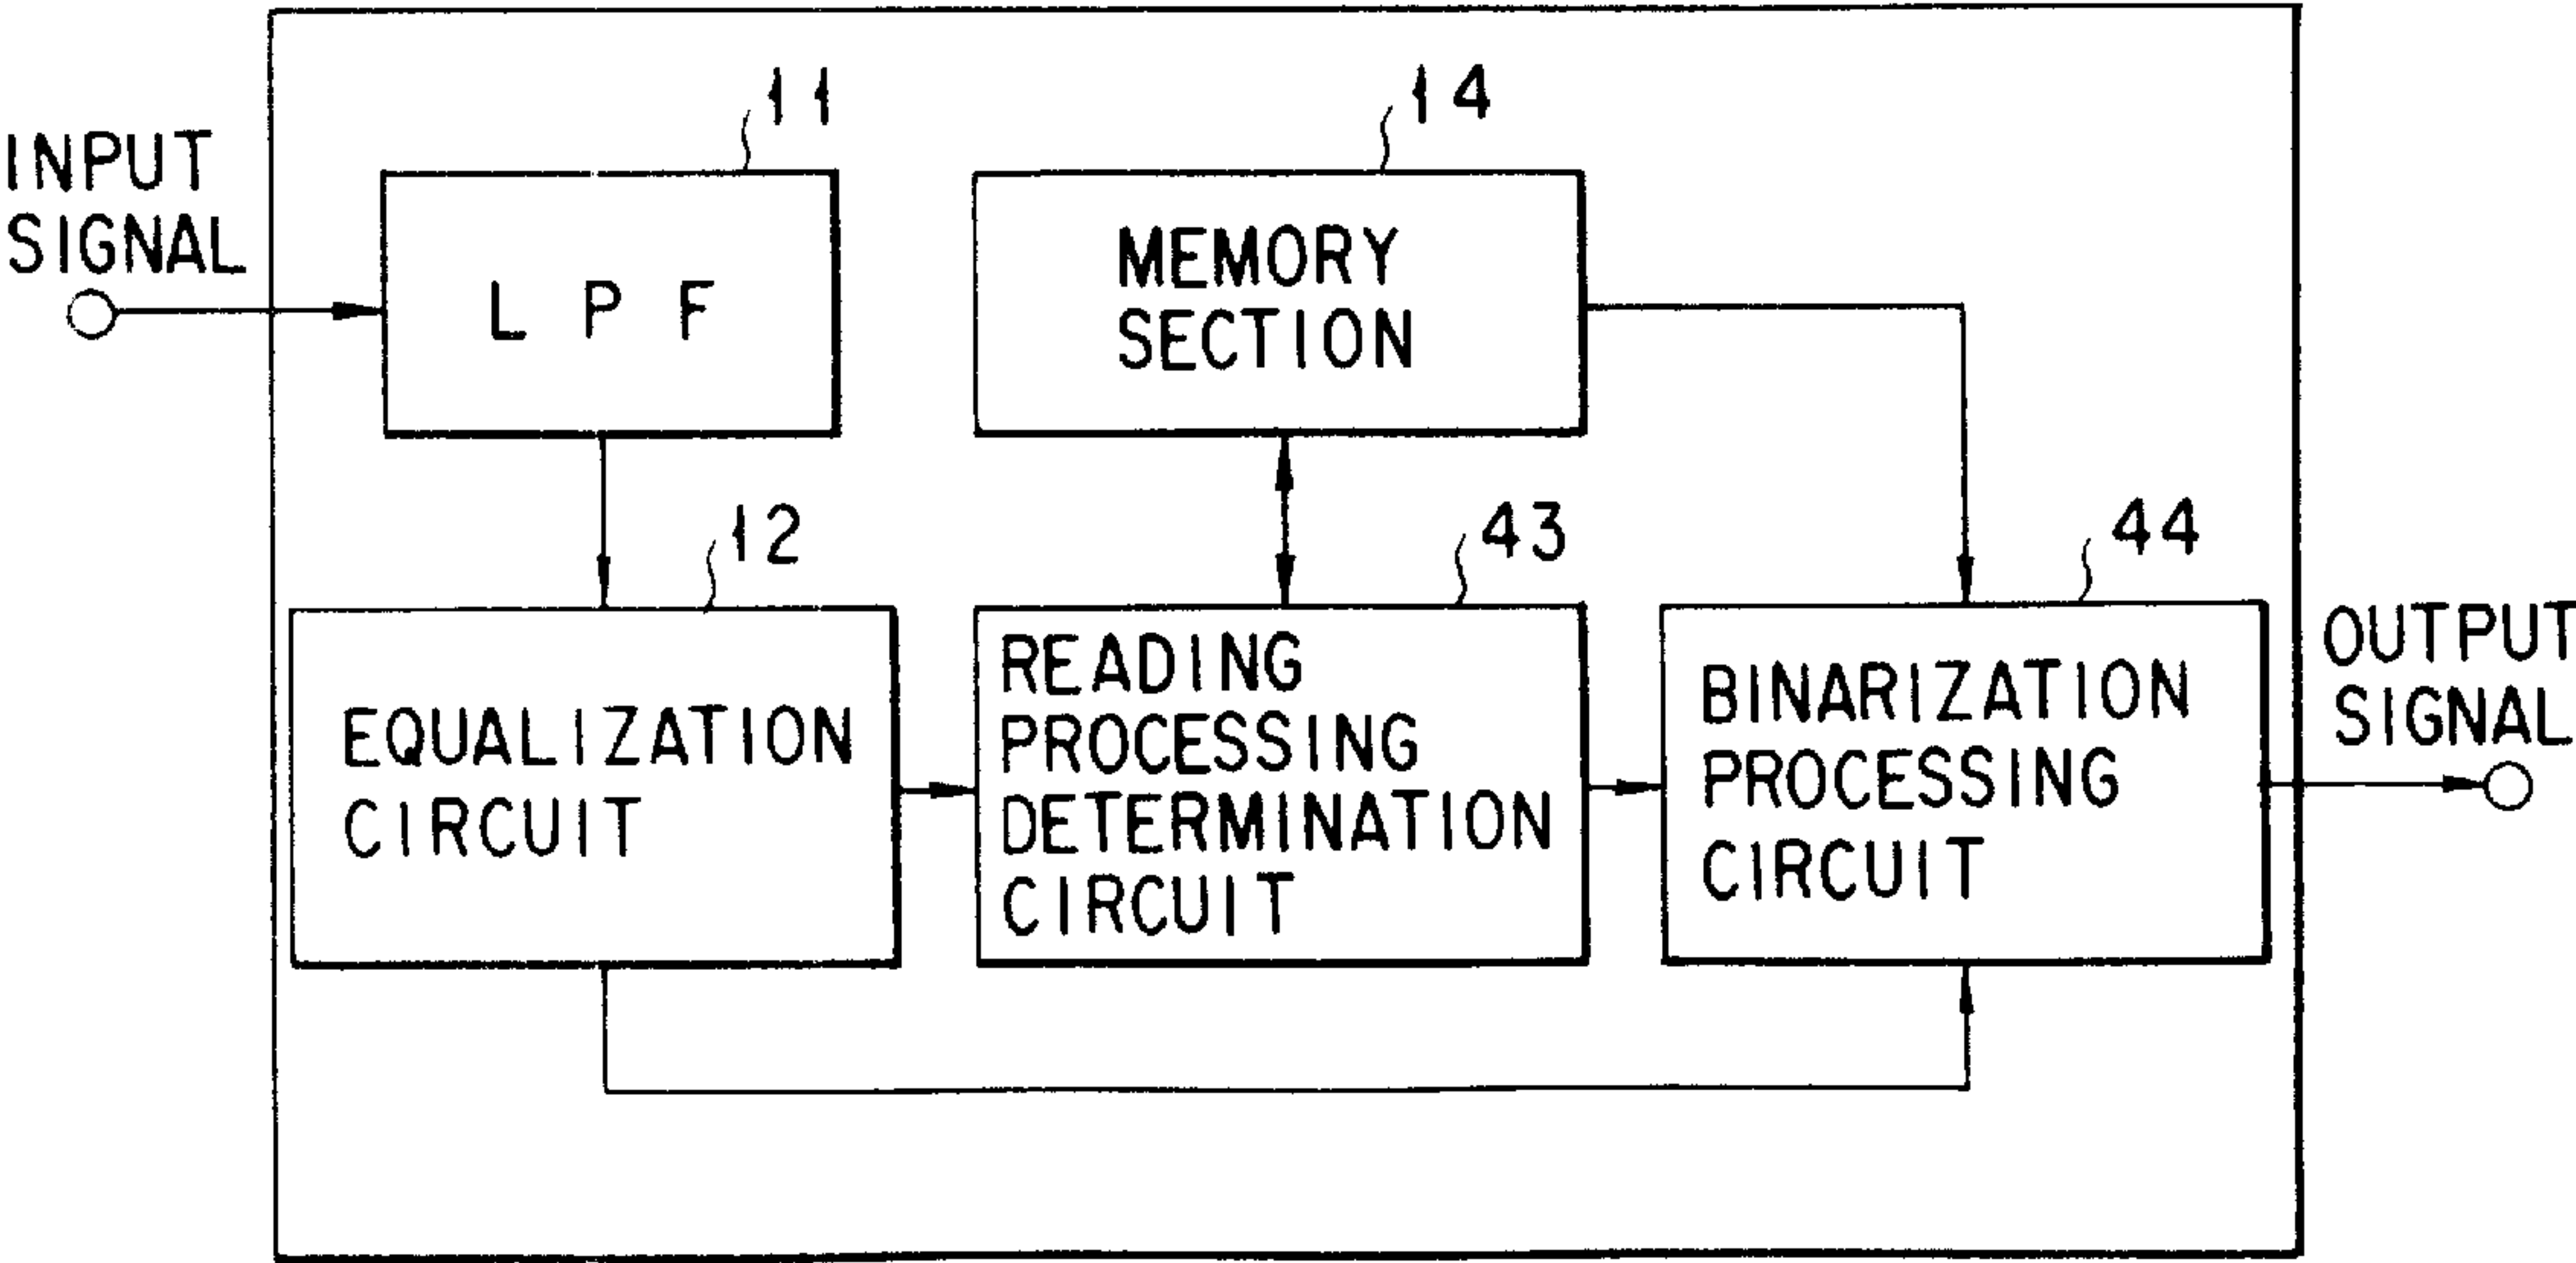 11
14
INPUT
SIGNAL
L P F
MEMORY
SECTION
12
43
44
EQUALIZATION
CIRCUIT
READING
PROCESSING
DETERMINATION
CIRCUIT
BINARIZATION
PROCESSING
CIRCUIT
OUTPUT
SIGNAL